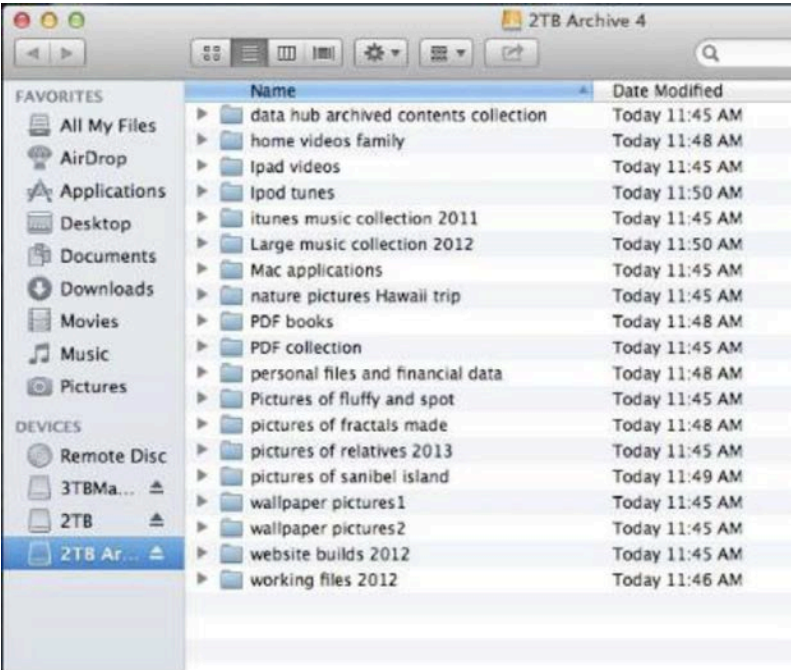 2TB Archive 4
FAVORITES
All My Files
AirDrop
Applications
Desktop
Documents
Downloads
Movies
Music
Pictures
DEVICES
Remote Disc
3TBMa...
2TB
2TB Ar...
Name Date Modified
data hub archived contents collection Today 11:45 AM
home videos family Today 11:48 AM
Ipad videos Today 11:45 AM
Ipod tunes Today 11:50 AM
itunes music collection 2011 Today 11:45 AM
Large music collection 2012 Today 11:50 AM
Mac applications Today 11:45 AM
nature pictures Hawaii trip Today 11:45 AM
PDF books Today 11:48 AM
PDF collection Today 11:45 AM
personal files and financial data Today 11:48 AM
Pictures of fluffy and spot Today 11:45 AM
pictures of fractals made Today 11:48 AM
pictures of relatives 2013 Today 11:45 AM
pictures of sanibel island Today 11:49 AM
wallpaper pictures1 Today 11:45 AM
wallpaper pictures2 Today 11:45 AM
website builds 2012 Today 11:45 AM
working files 2012 Today 11:46 AM